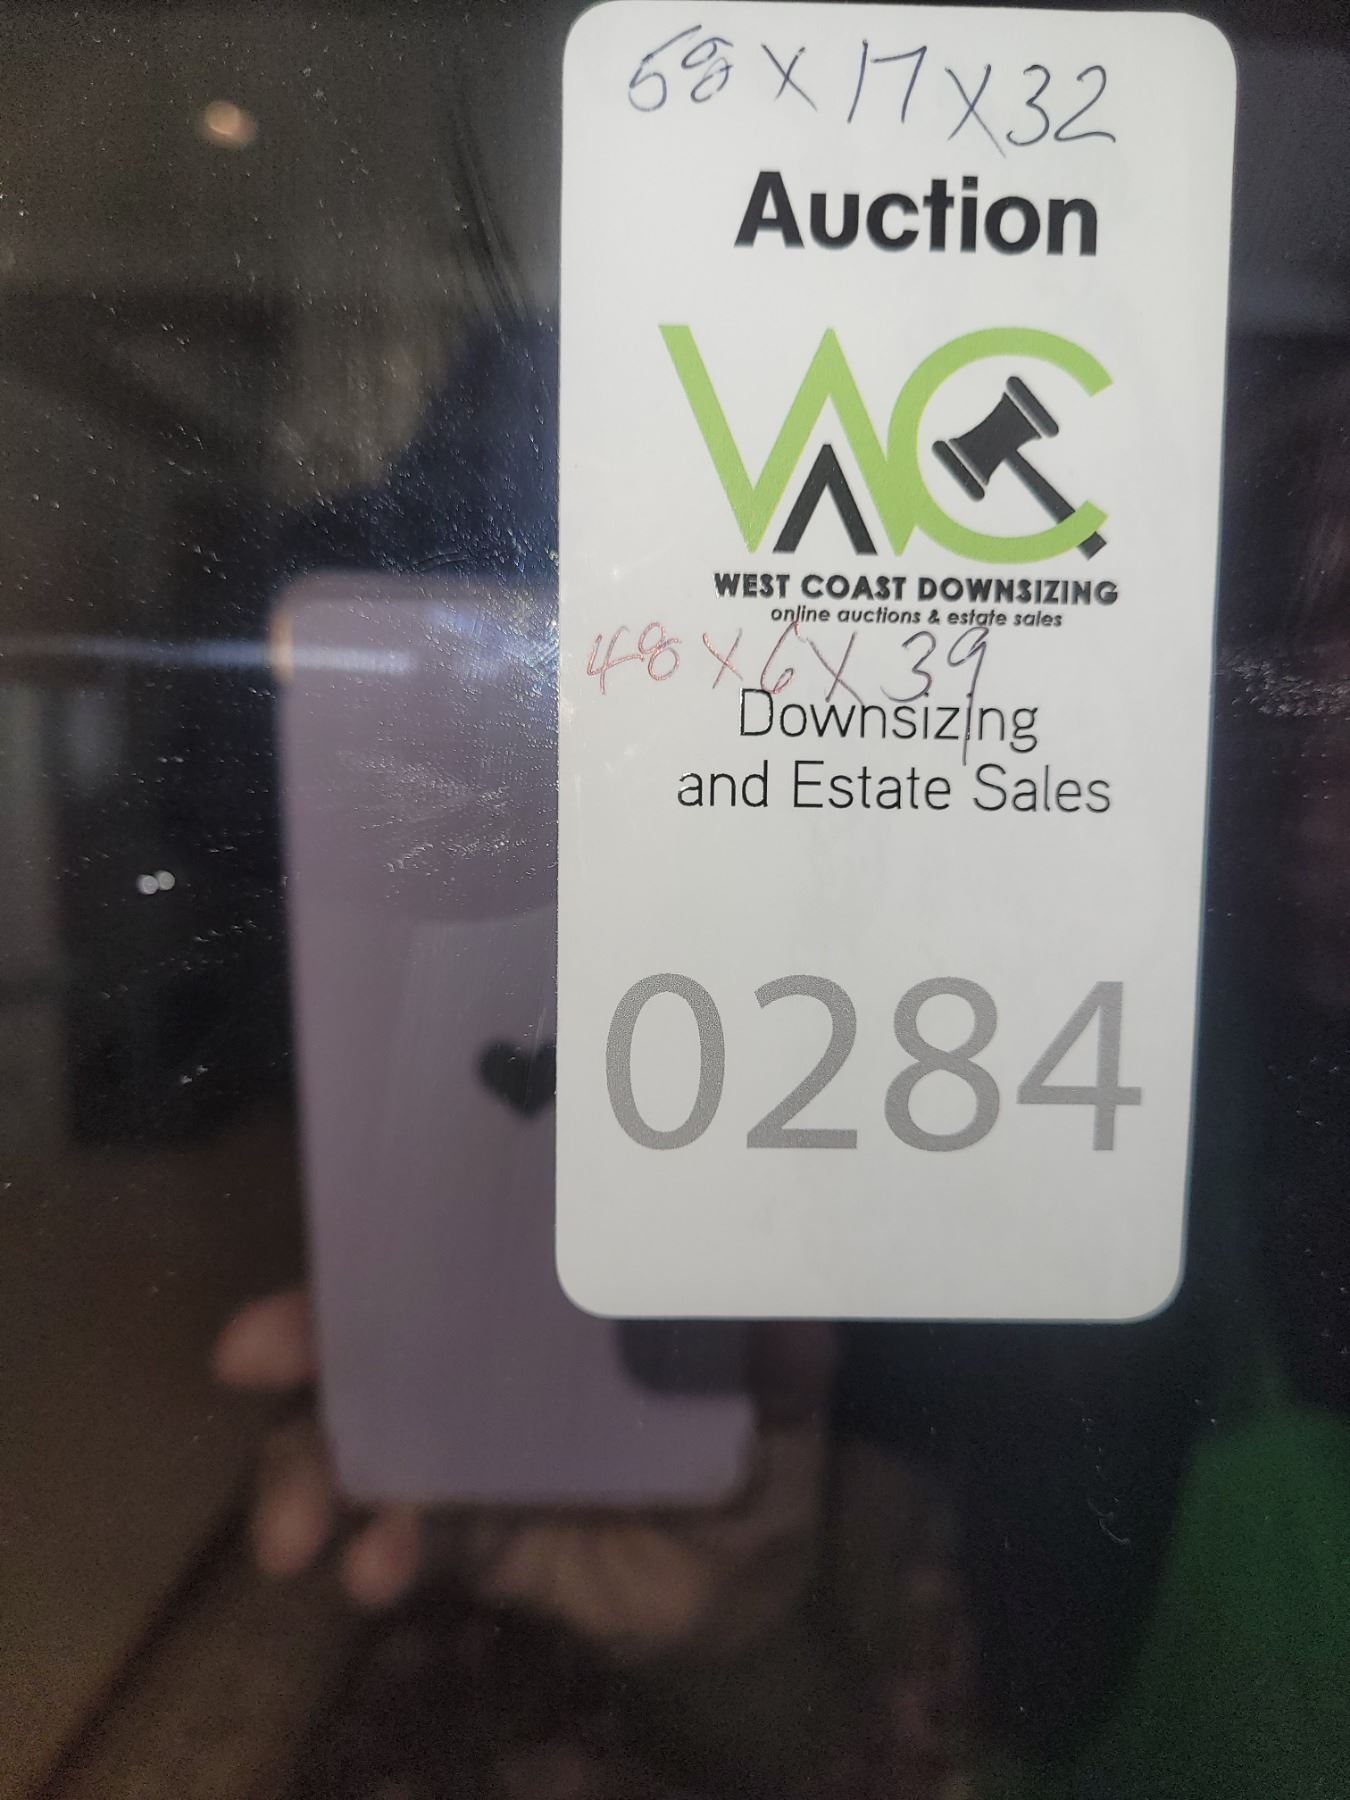 58 X 17 X 32
Auction
WAC
WEST COAST DOWNSIZING
online auctions & estate sales
48 X 6 X 39
Downsizing
and Estate Sales
0284